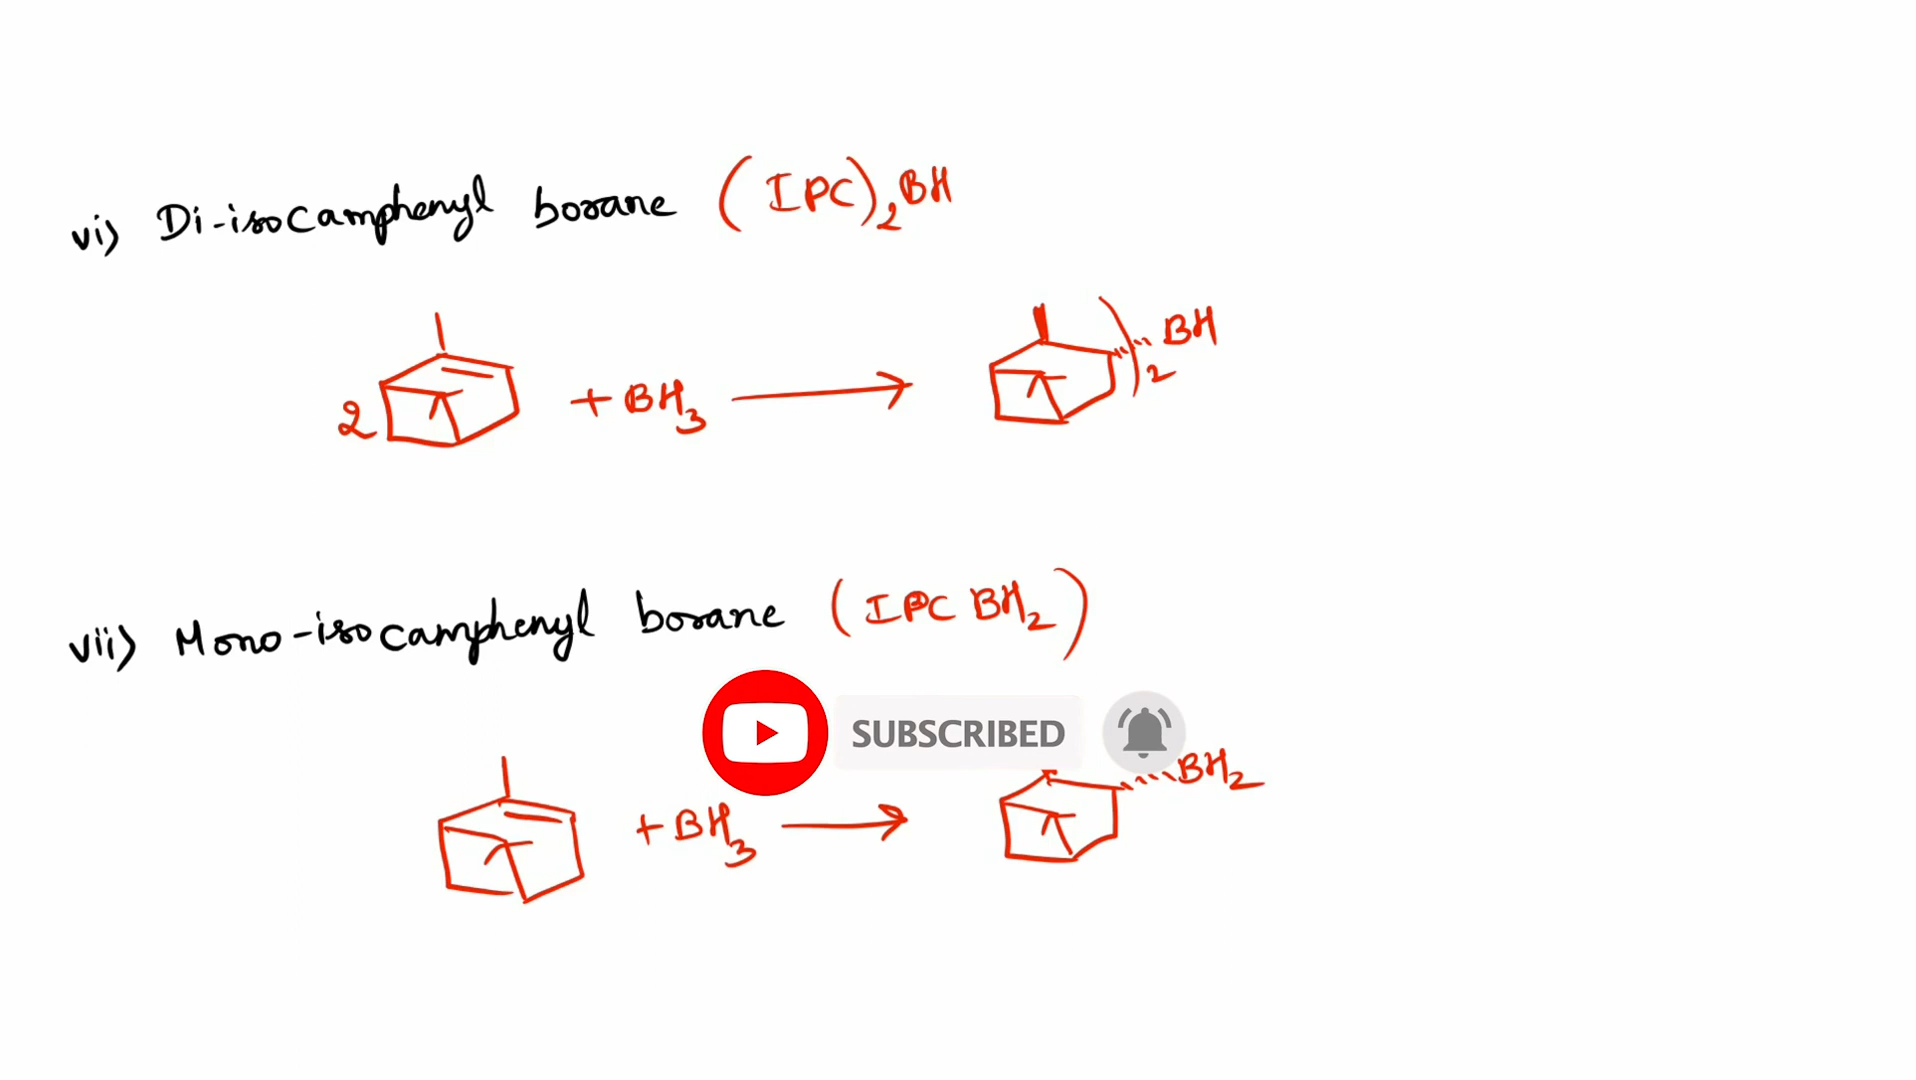 vi) Di-isocamphenyl borane (IPC)₂BH
2 + BH₃ ⟶ )₂ BH
vii) Mono-isocamphenyl borane (IPC BH₂)
SUBSCRIBED
+ BH₃ ⟶ BH₂